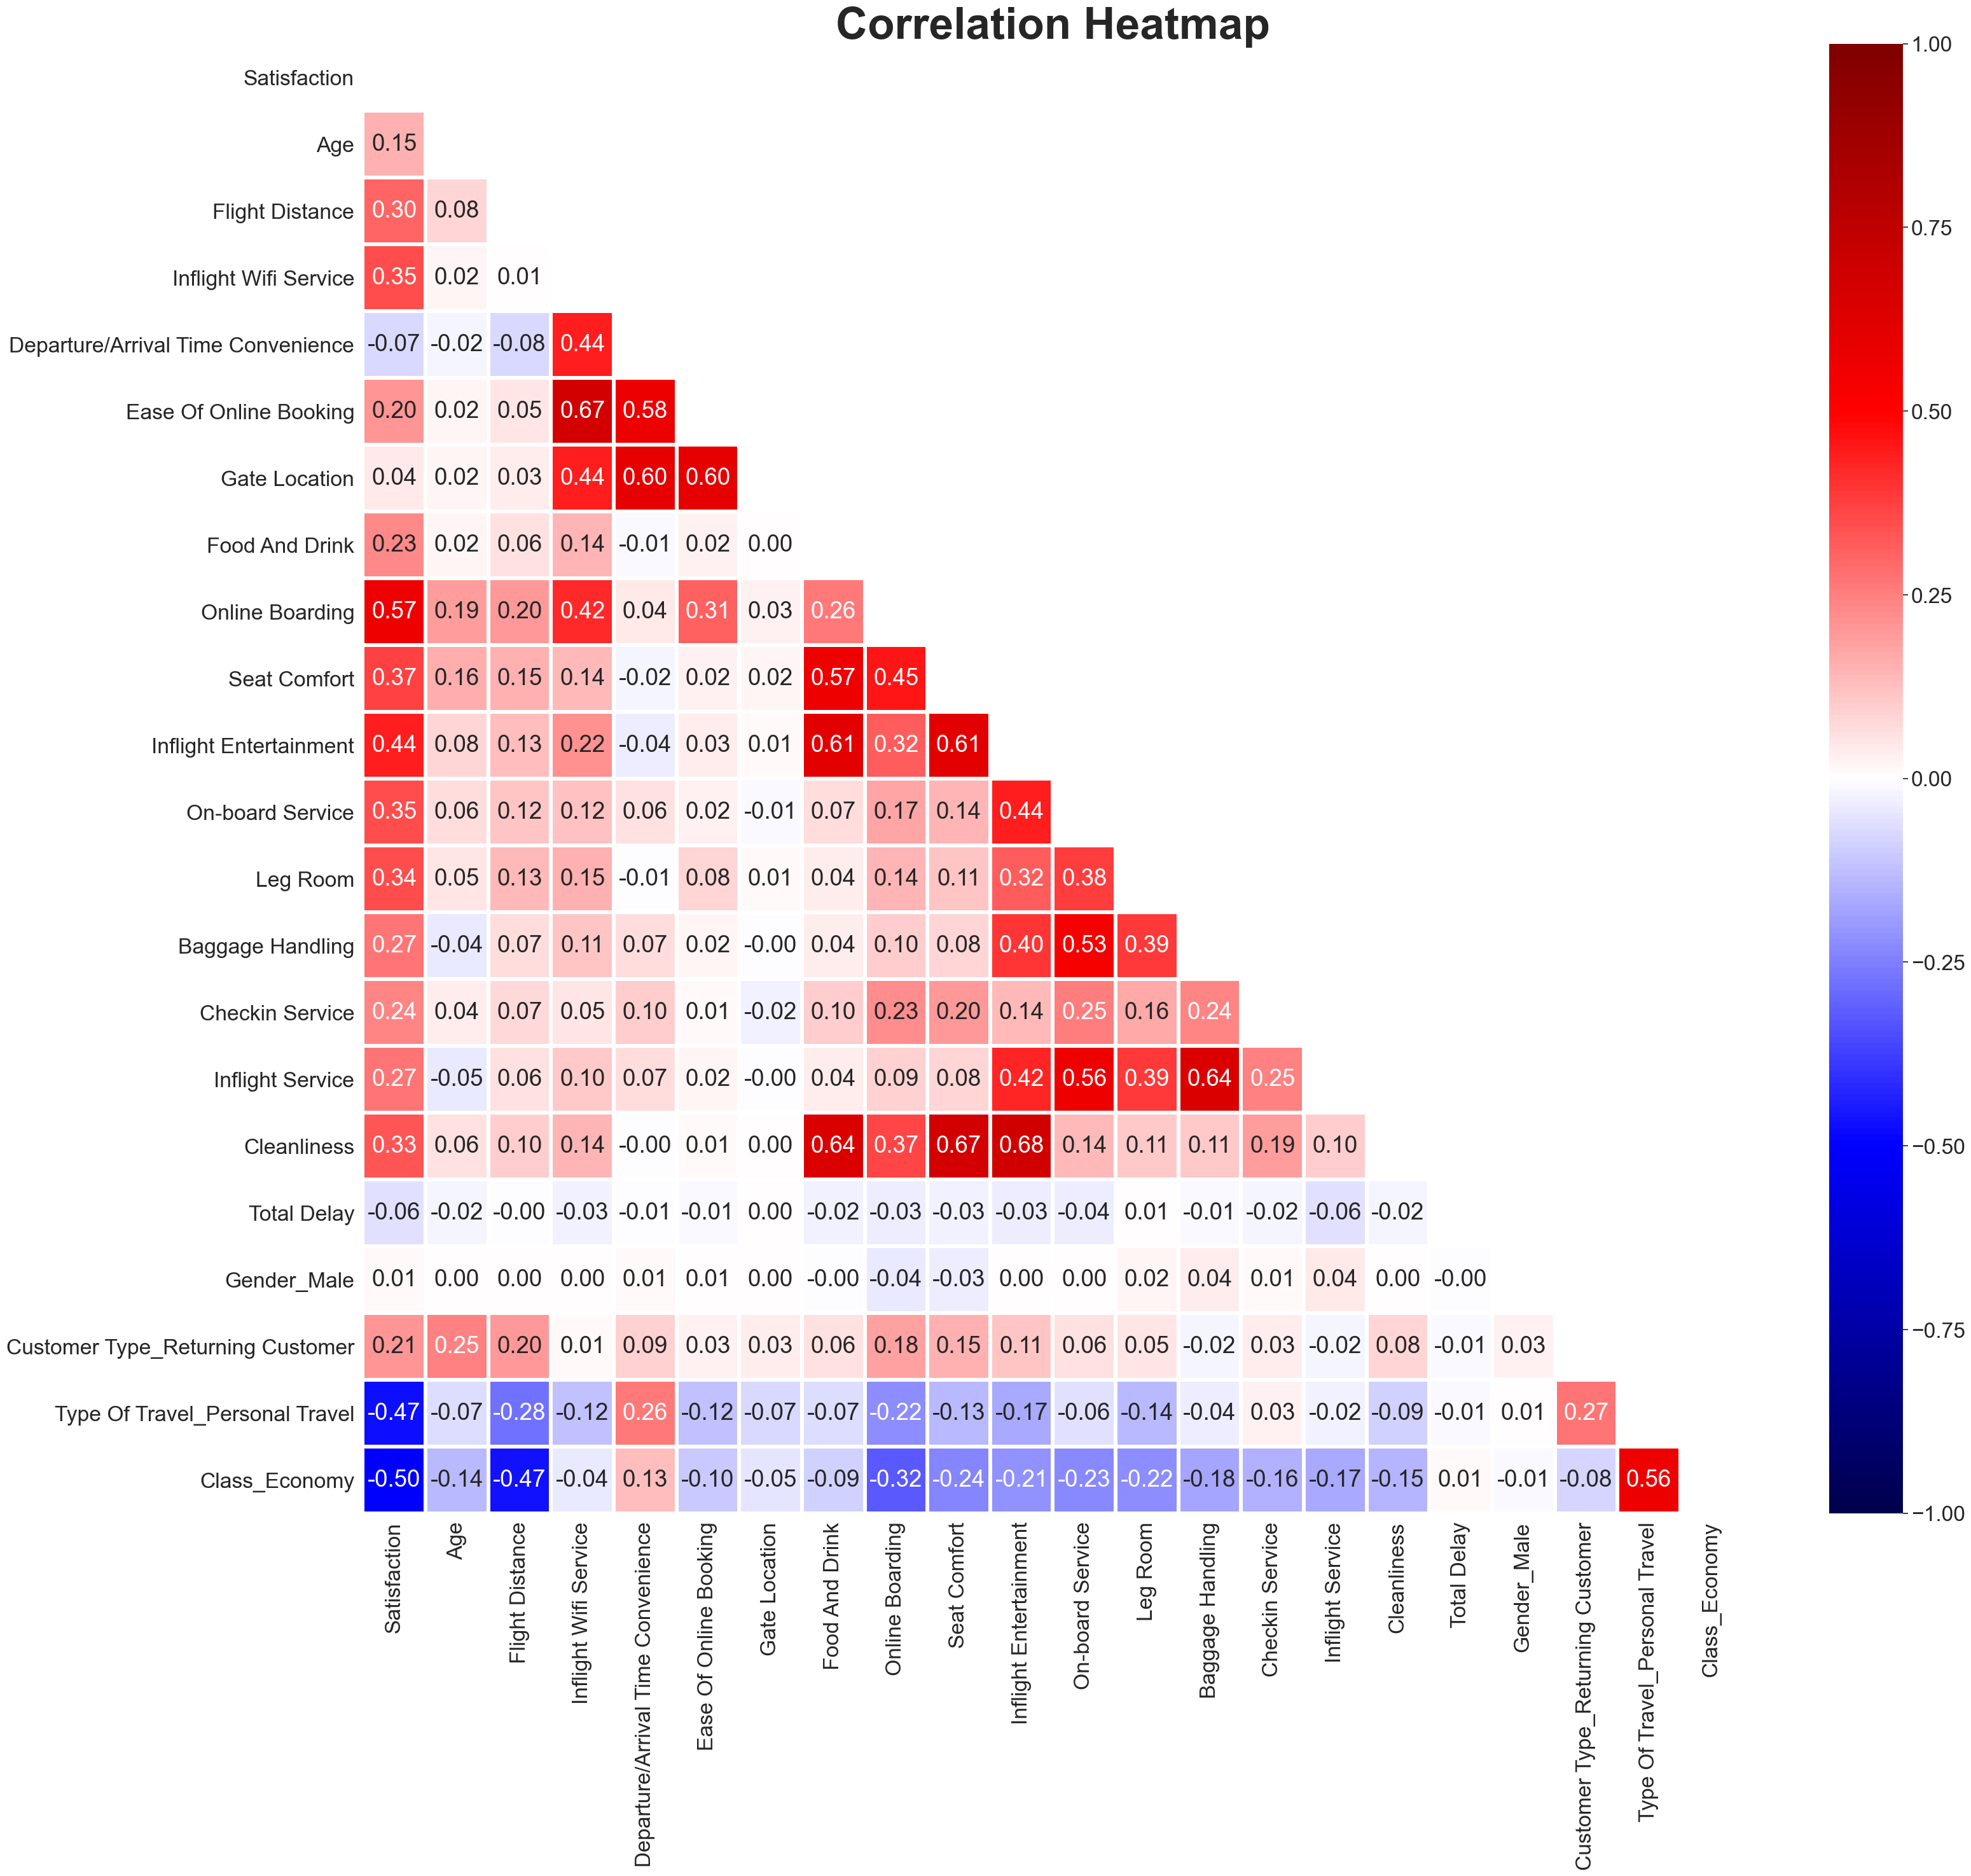 Correlation Heatmap
Satisfaction
Age 0.15
Flight Distance 0.30 0.08
Inflight Wifi Service 0.35 0.02 0.01
Departure/Arrival Time Convenience -0.07 -0.02 -0.08 0.44
Ease Of Online Booking 0.20 0.02 0.05 0.67 0.58
Gate Location 0.04 0.02 0.03 0.44 0.60 0.60
Food And Drink 0.23 0.02 0.06 0.14 -0.01 0.02 0.00
Online Boarding 0.57 0.19 0.20 0.42 0.04 0.31 0.03 0.26
Seat Comfort 0.37 0.16 0.15 0.14 -0.02 0.02 0.02 0.57 0.45
Inflight Entertainment 0.44 0.08 0.13 0.22 -0.04 0.03 0.01 0.61 0.32 0.61
On-board Service 0.35 0.06 0.12 0.12 0.06 0.02 -0.01 0.07 0.17 0.14 0.44
Leg Room 0.34 0.05 0.13 0.15 -0.01 0.08 0.01 0.04 0.14 0.11 0.32 0.38
Baggage Handling 0.27 -0.04 0.07 0.11 0.07 0.02 -0.00 0.04 0.10 0.08 0.40 0.53 0.39
Checkin Service 0.24 0.04 0.07 0.05 0.10 0.01 -0.02 0.10 0.23 0.20 0.14 0.25 0.16 0.24
Inflight Service 0.27 -0.05 0.06 0.10 0.07 0.02 -0.00 0.04 0.09 0.08 0.42 0.56 0.39 0.64 0.25
Cleanliness 0.33 0.06 0.10 0.14 -0.00 0.01 0.00 0.64 0.37 0.67 0.68 0.14 0.11 0.11 0.19 0.10
Total Delay -0.06 -0.02 -0.00 -0.03 -0.01 -0.01 0.00 -0.02 -0.03 -0.03 -0.03 -0.04 0.01 -0.01 -0.02 -0.06 -0.02
Gender_Male 0.01 0.00 0.00 0.00 0.01 0.01 0.00 -0.00 -0.04 -0.03 0.00 0.00 0.02 0.04 0.01 0.04 0.00 -0.00
Customer Type_Returning Customer 0.21 0.25 0.20 0.01 0.09 0.03 0.03 0.06 0.18 0.15 0.11 0.06 0.05 -0.02 0.03 -0.02 0.08 -0.01 0.03
Type Of Travel_Personal Travel -0.47 -0.07 -0.28 -0.12 0.26 -0.12 -0.07 -0.07 -0.22 -0.13 -0.17 -0.06 -0.14 -0.04 0.03 -0.02 -0.09 -0.01 0.01 0.27
Class_Economy -0.50 -0.14 -0.47 -0.04 0.13 -0.10 -0.05 -0.09 -0.32 -0.24 -0.21 -0.23 -0.22 -0.18 -0.16 -0.17 -0.15 0.01 -0.01 -0.08 0.56
Satisfaction
Age
Flight Distance
Inflight Wifi Service
Departure/Arrival Time Convenience
Ease Of Online Booking
Gate Location
Food And Drink
Online Boarding
Seat Comfort
Inflight Entertainment
On-board Service
Leg Room
Baggage Handling
Checkin Service
Inflight Service
Cleanliness
Total Delay
Gender_Male
Customer Type_Returning Customer
Type Of Travel_Personal Travel
Class_Economy
1.00
0.75
0.50
0.25
0.00
−0.25
−0.50
−0.75
−1.00